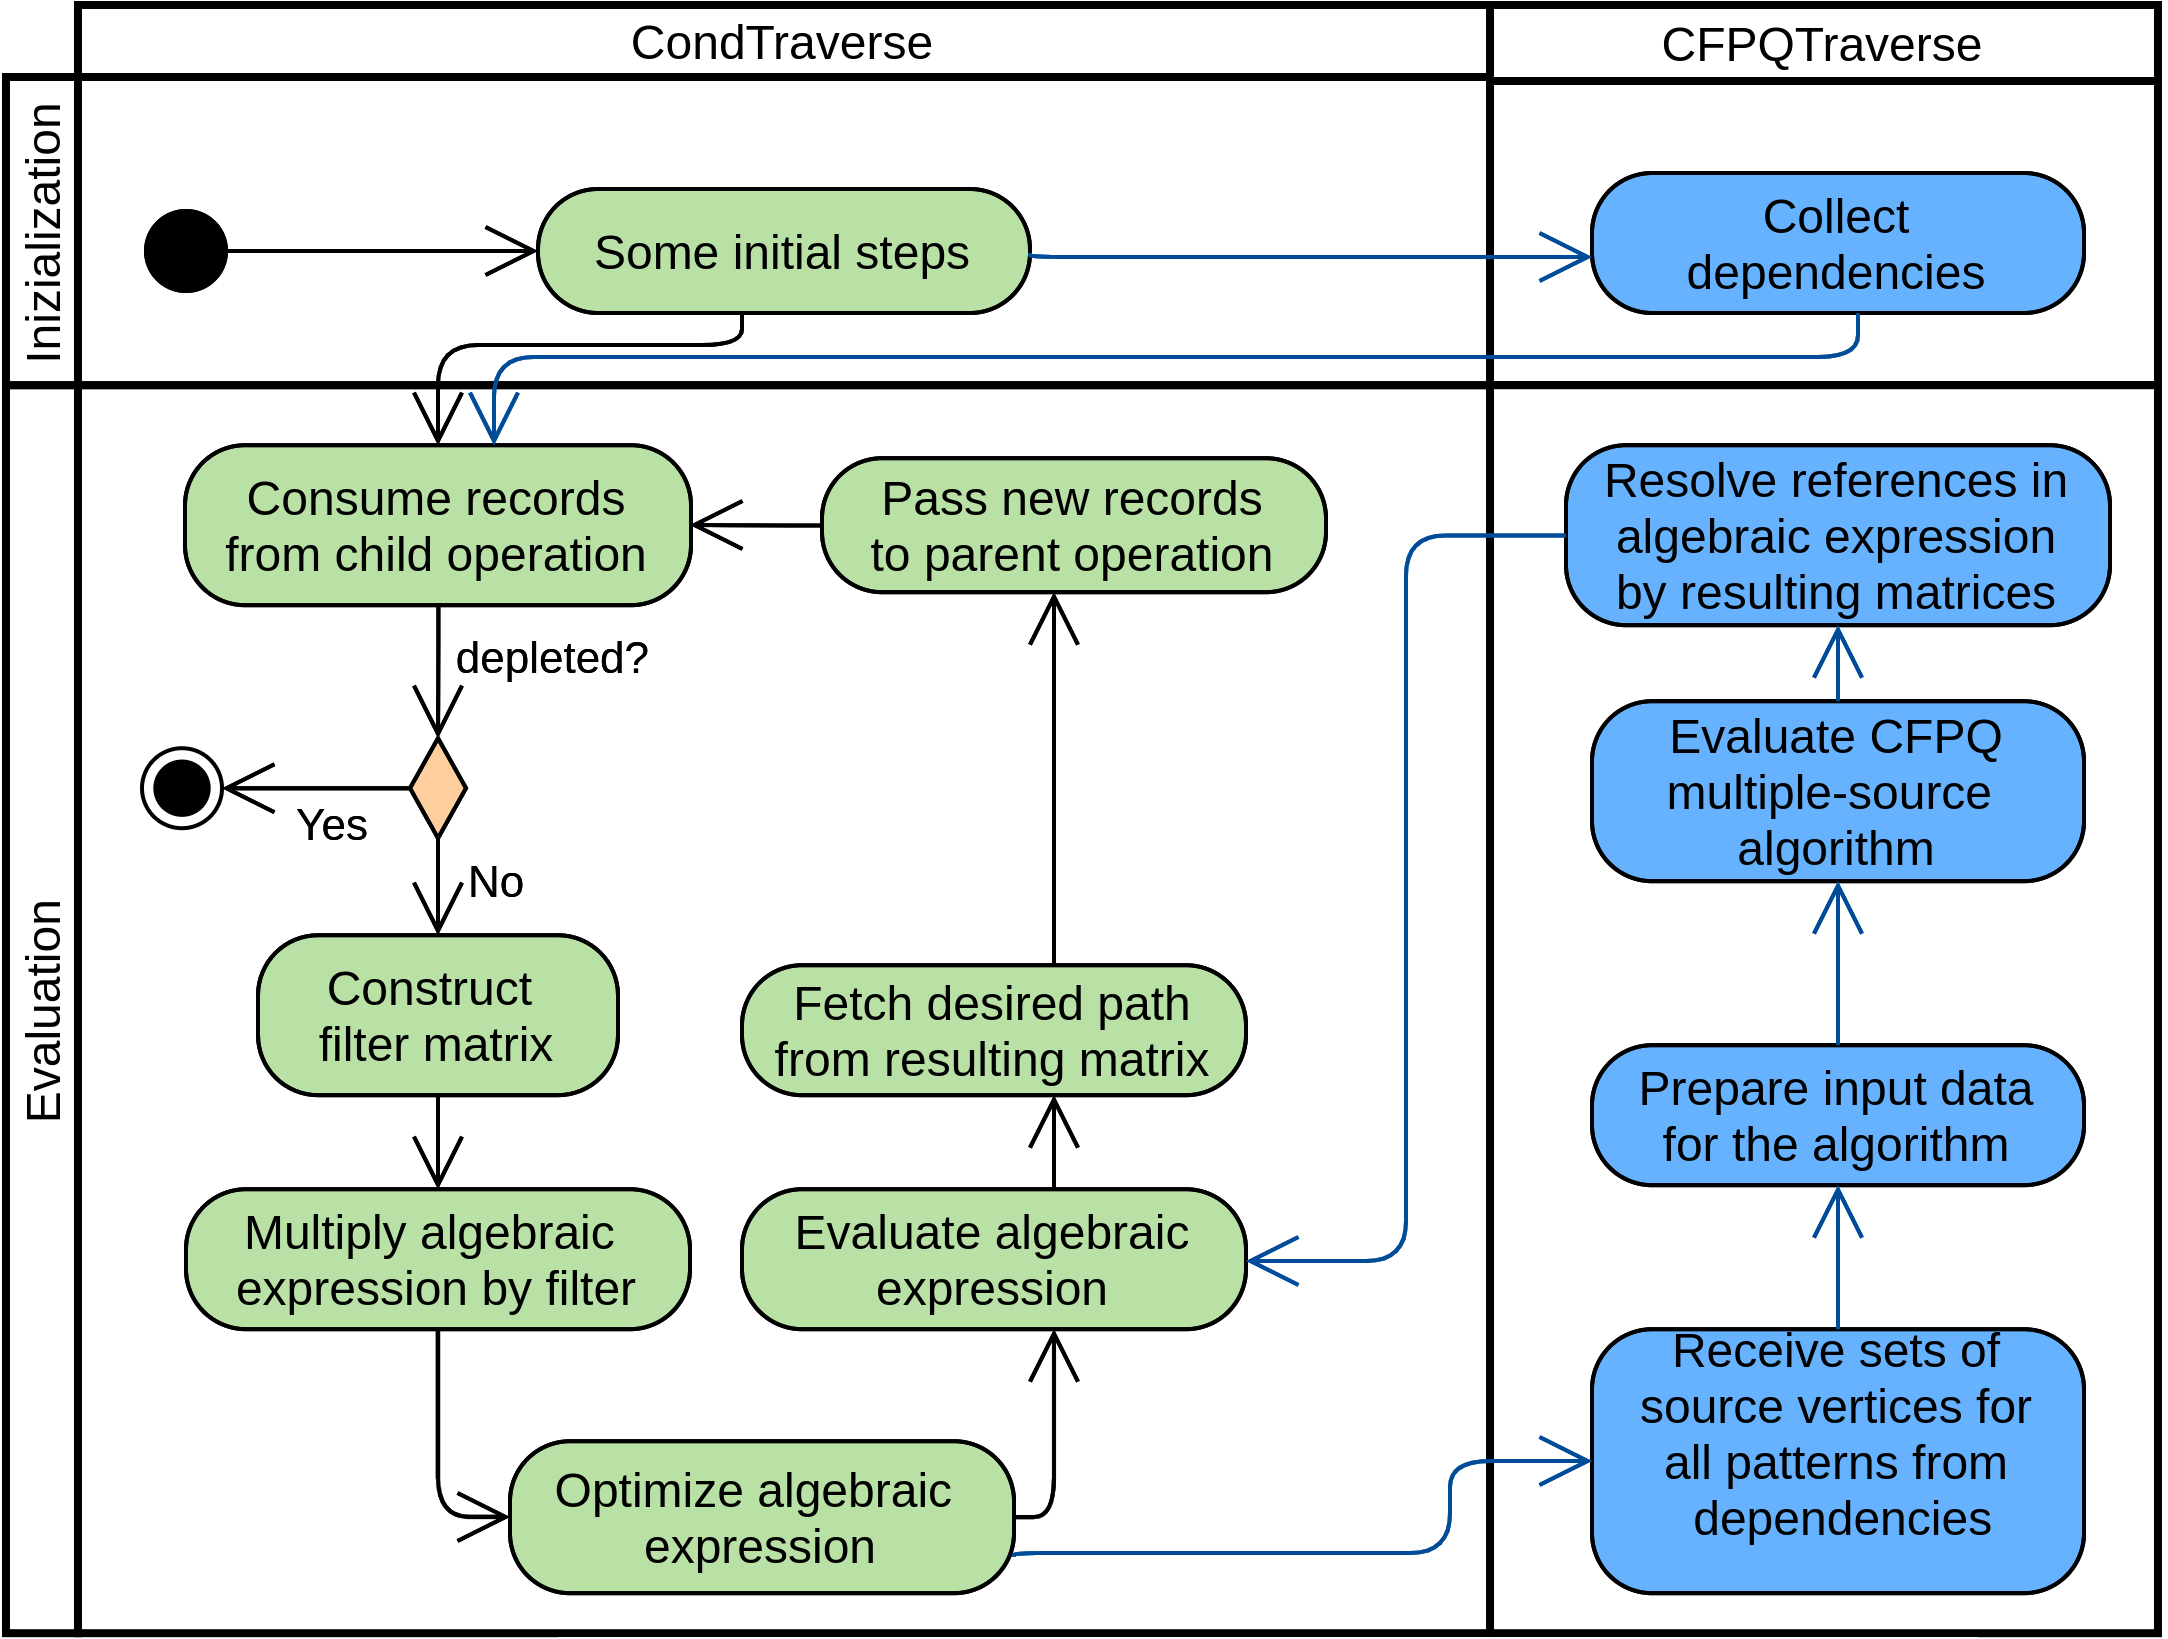 CondTraverse
CFPQTraverse
Inizialization
Some initial steps
Collect
dependencies
Evaluation
Consume records
from child operation
Pass new records
to parent operation
Resolve references in
algebraic expression
by resulting matrices
depleted?
Yes
No
Evaluate CFPQ
multiple-source
algorithm
Construct
filter matrix
Fetch desired path
from resulting matrix
Prepare input data
for the algorithm
Multiply algebraic
expression by filter
Evaluate algebraic
expression
Receive sets of
source vertices for
all patterns from
dependencies
Optimize algebraic
expression